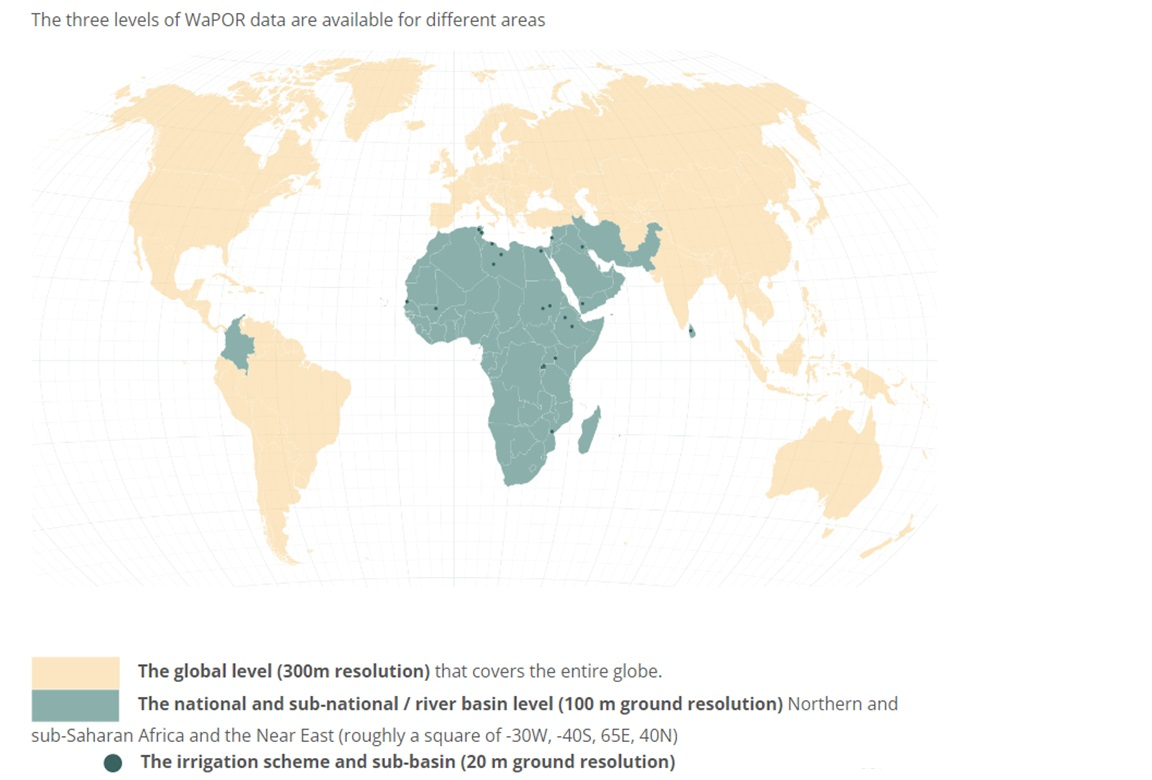 The three levels of WaPOR data are available for different areas
The global level (300m resolution) that covers the entire globe.
The national and sub-national / river basin level (100 m ground resolution) Northern and
sub-Saharan Africa and the Near East (roughly a square of -30W, -40S, 65E, 40N)
The irrigation scheme and sub-basin (20 m ground resolution)